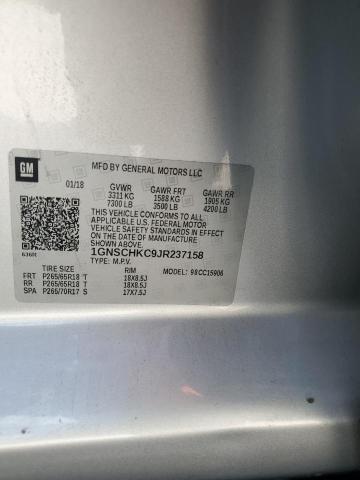 GM
MFD BY GENERAL MOTORS LLC
01/18 GVWR GAWR FRT GAWR RR
3311 KG 1588 KG 1905 KG
7300 LB 3500 LB 4200 LB
THIS VEHICLE CONFORMS TO ALL
APPLICABLE U.S. FEDERAL MOTOR
VEHICLE SAFETY AND THEFT
PREVENTION STANDARDS IN EFFECT
ON THE DATE OF MANUFACTURE
SHOWN ABOVE.
1GNSCHKC9JR237158
TYPE: M.P.V.
TIRE SIZE RIM MODEL: 98CC15906
FRT P265/65R18 T 18X8.5J
RR P265/65R18 T 18X8.5J
SPA P265/70R17 S 17X7.5J